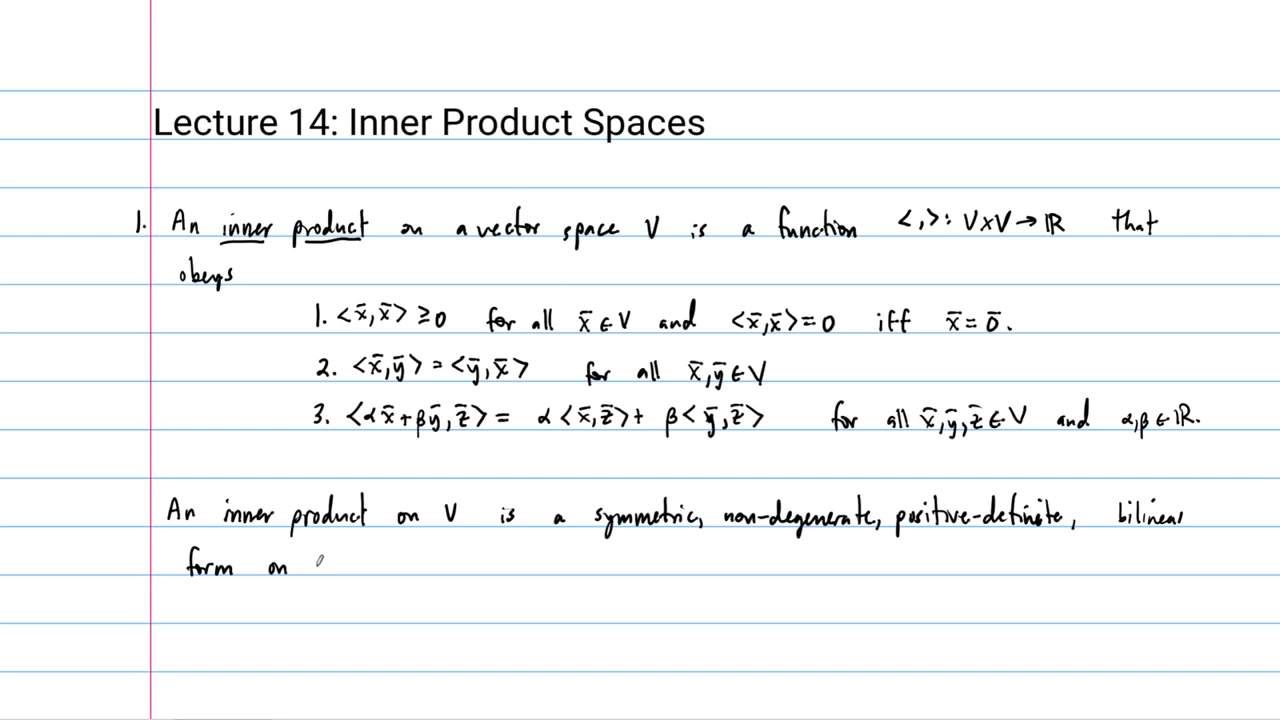 Lecture 14: Inner Product Spaces
1. An inner product on a vector space V is a function <,>: V×V→ℝ that
obeys
1. <x̄,x̄> ≥0 for all x̄∈V and <x̄,x̄>=0 iff x̄=ō.
2. <x̄,ȳ> = <ȳ,x̄> for all x̄,ȳ∈V
3. <αx̄+βȳ,z̄> = α<x̄,z̄>+ β<ȳ,z̄> for all x̄,ȳ,z̄∈V and α,β∈ℝ.
An inner product on V is a symmetric, non-degenerate, positive-definite, bilinear
form on